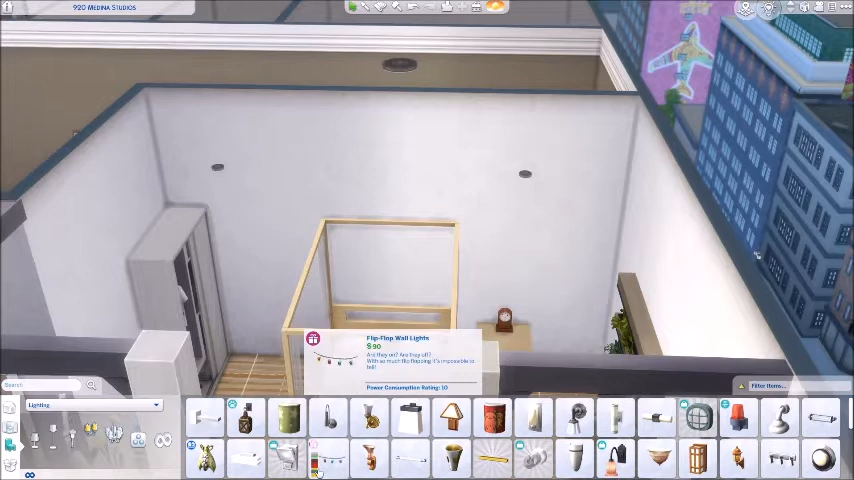 920 Medina Studios
Flip-Flop Wall Lights
$90
Are they on? Are they off?
With so much flip flopping it's impossible to
tell!
Power Consumption Rating: 10
Search
Filter Items...
Lighting